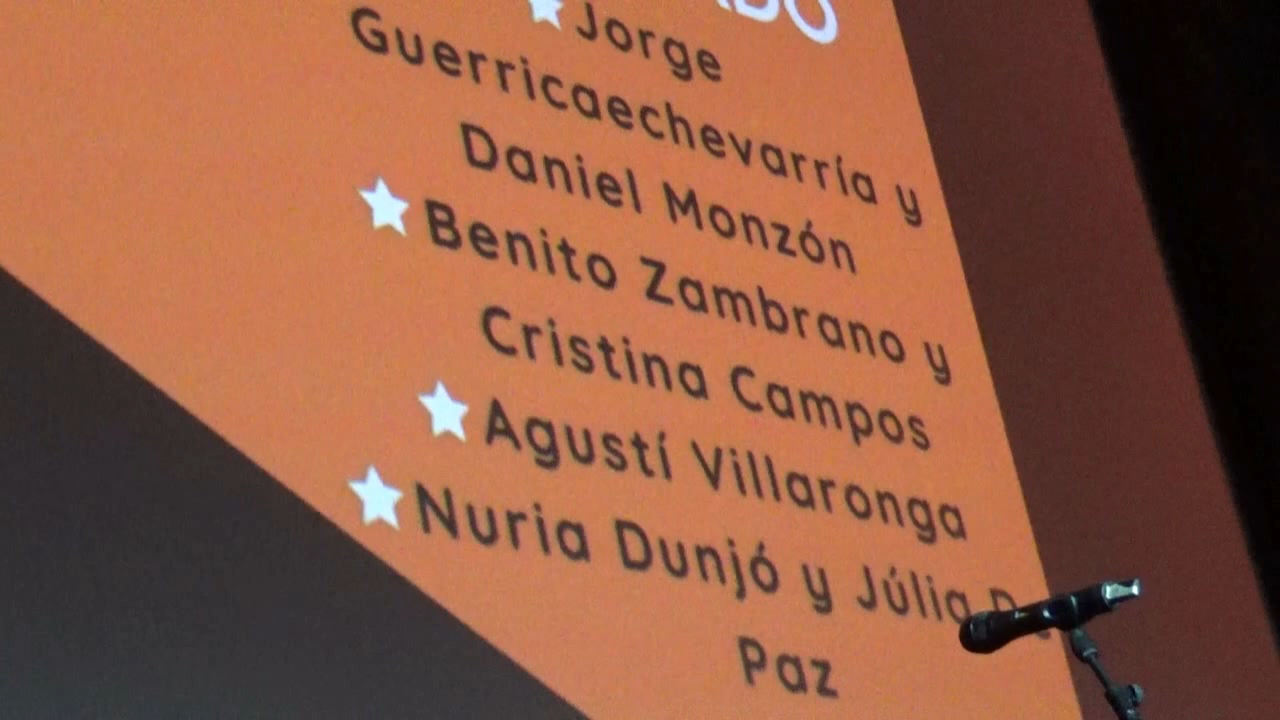 Jorge
Guerricaechevarría y
Daniel Monzón
Benito Zambrano y
Cristina Campos
Agustí Villaronga
Nuria Dunjó y Júlia
Paz